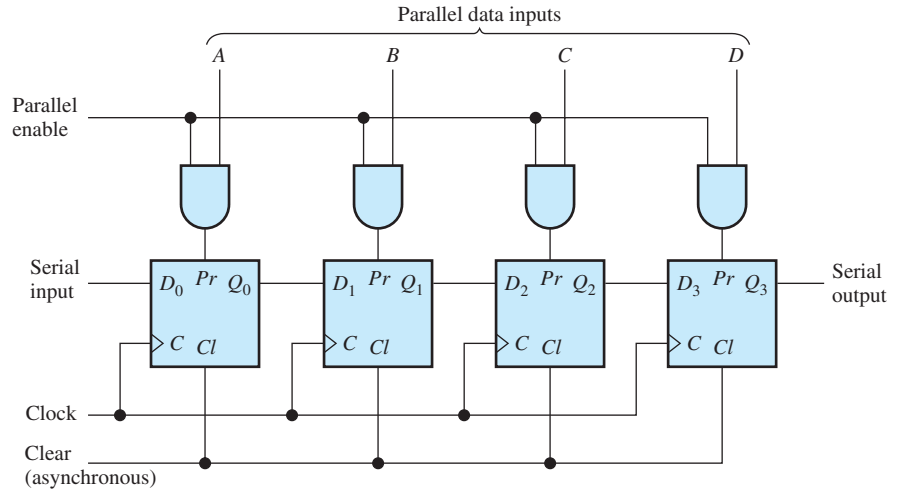 Parallel data inputs
A B C D
Parallel
enable
Serial
input
D0 Pr Q0
D1 Pr Q1
D2 Pr Q2
D3 Pr Q3
Serial
output
C Cl
C Cl
C Cl
C Cl
Clock
Clear
(asynchronous)